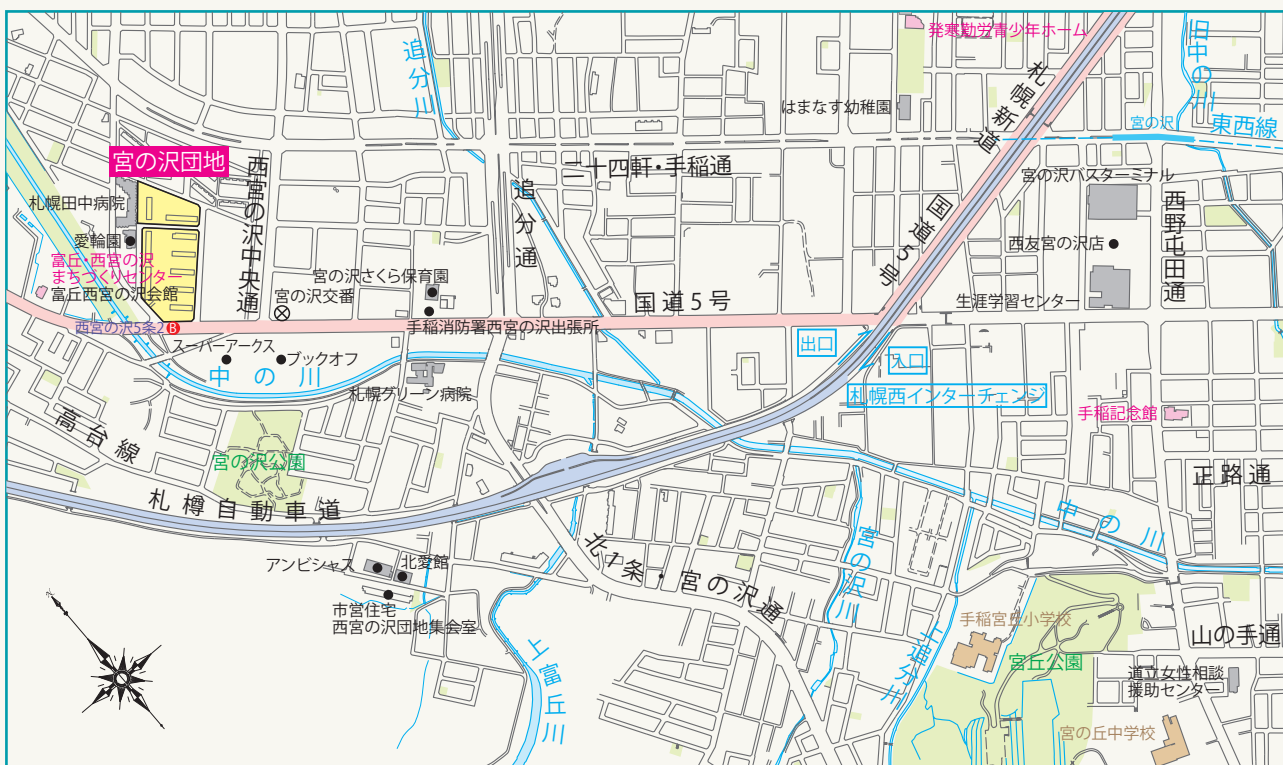 発寒勤労青少年ホーム
追分川
旧中の川
札幌新道
はまなす幼稚園
宮の沢
東西線
宮の沢団地
西宮の沢中央通
二十四軒・手稲通
宮の沢バスターミナル
札幌田中病院
追分通
国道5号
西野屯田通
愛輪園
西友宮の沢店
富丘・西宮の沢
まちづくりセンター
富丘西宮の沢会館
宮の沢さくら保育園
宮の沢交番
国道5号
生涯学習センター
西宮の沢5条2
B
手稲消防署西宮の沢出張所
スーパーアークス
ブックオフ
出口
入口
中の川
札幌グリーン病院
札幌西インターチェンジ
手稲記念館
高台線
宮の沢公園
正路通
札樽自動車道
中の川
北1条・宮の沢通
宮の沢川
アンビシャス
北愛館
市営住宅
西宮の沢団地集会室
手稲宮丘小学校
山の手通
上富丘川
上追分川
宮丘公園
道立女性相談
援助センター
宮の丘中学校